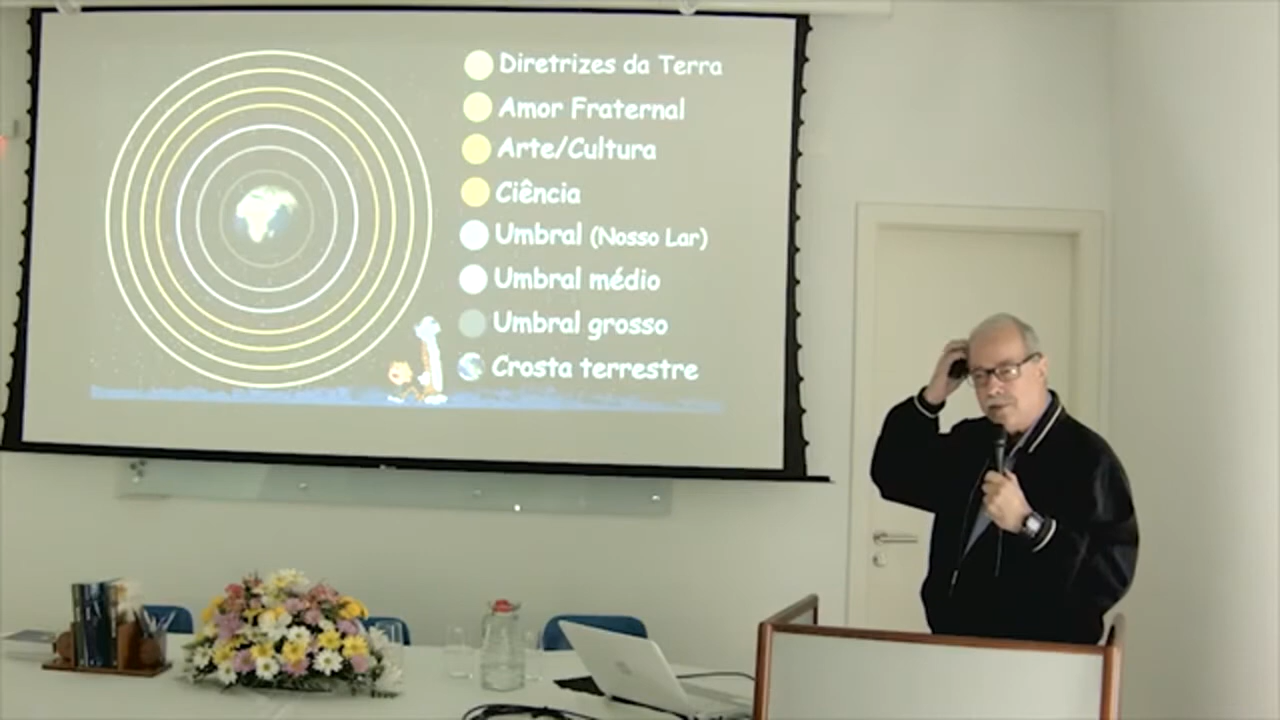 Diretrizes da Terra
Amor Fraternal
Arte/Cultura
Ciência
Umbral (Nosso Lar)
Umbral médio
Umbral grosso
Crosta terrestre